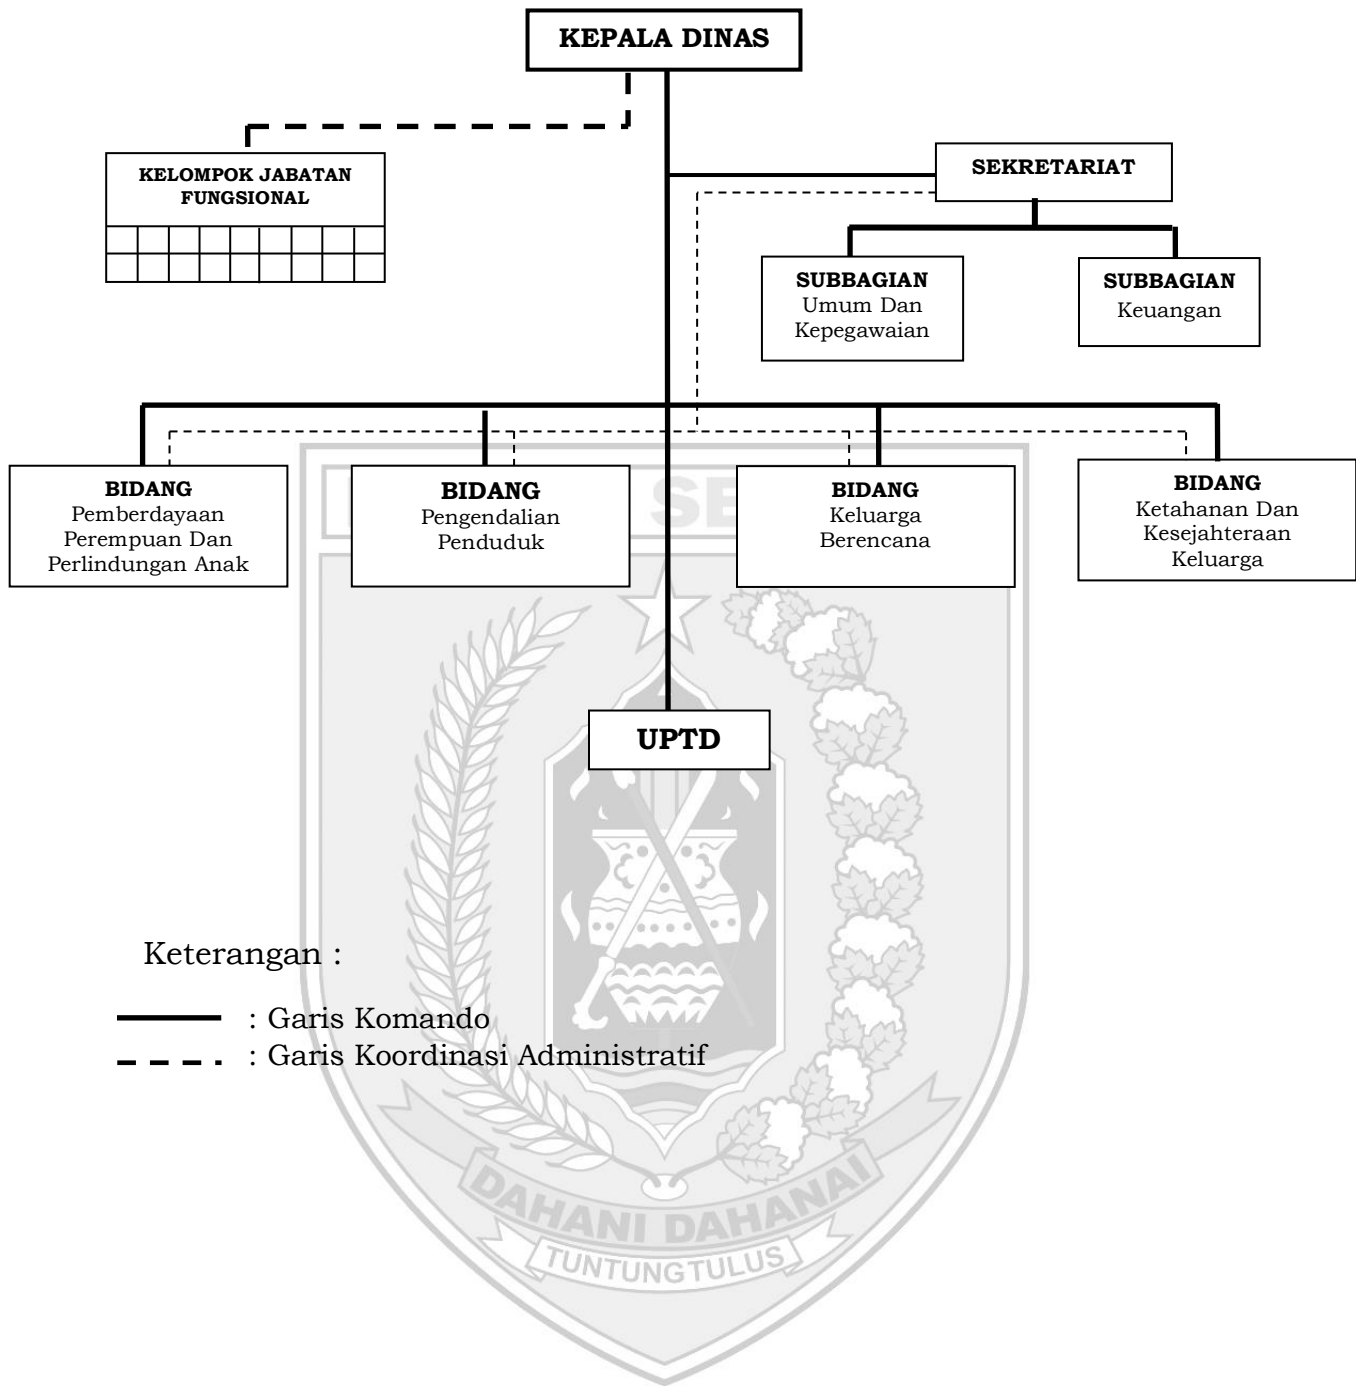 KEPALA DINAS
KELOMPOK JABATAN
FUNGSIONAL
SEKRETARIAT
SUBBAGIAN
Umum Dan
Kepegawaian
SUBBAGIAN
Keuangan
BIDANG
Pemberdayaan
Perempuan Dan
Perlindungan Anak
BIDANG
Pengendalian
Penduduk
BIDANG
Keluarga
Berencana
BIDANG
Ketahanan Dan
Kesejahteraan
Keluarga
UPTD
Keterangan :
: Garis Komando
: Garis Koordinasi Administratif
DAHANI DAHANAI
TUNTUNG TULUS